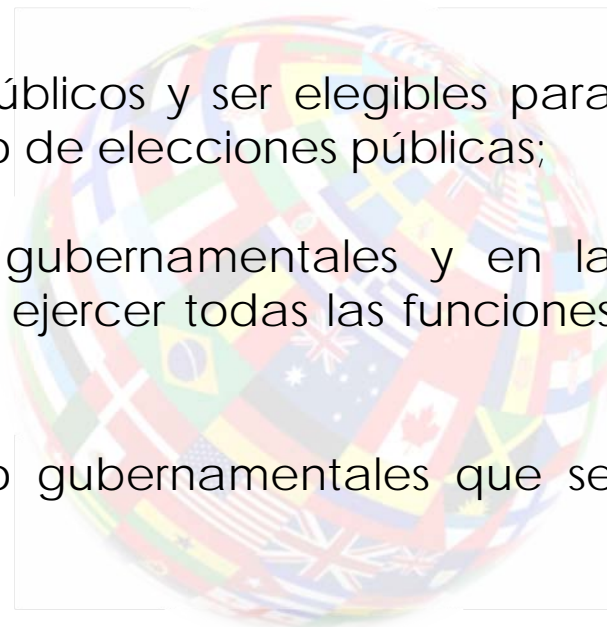 úblicos y ser elegibles para
o de elecciones públicas;
gubernamentales y en la
ejercer todas las funciones
o gubernamentales que se